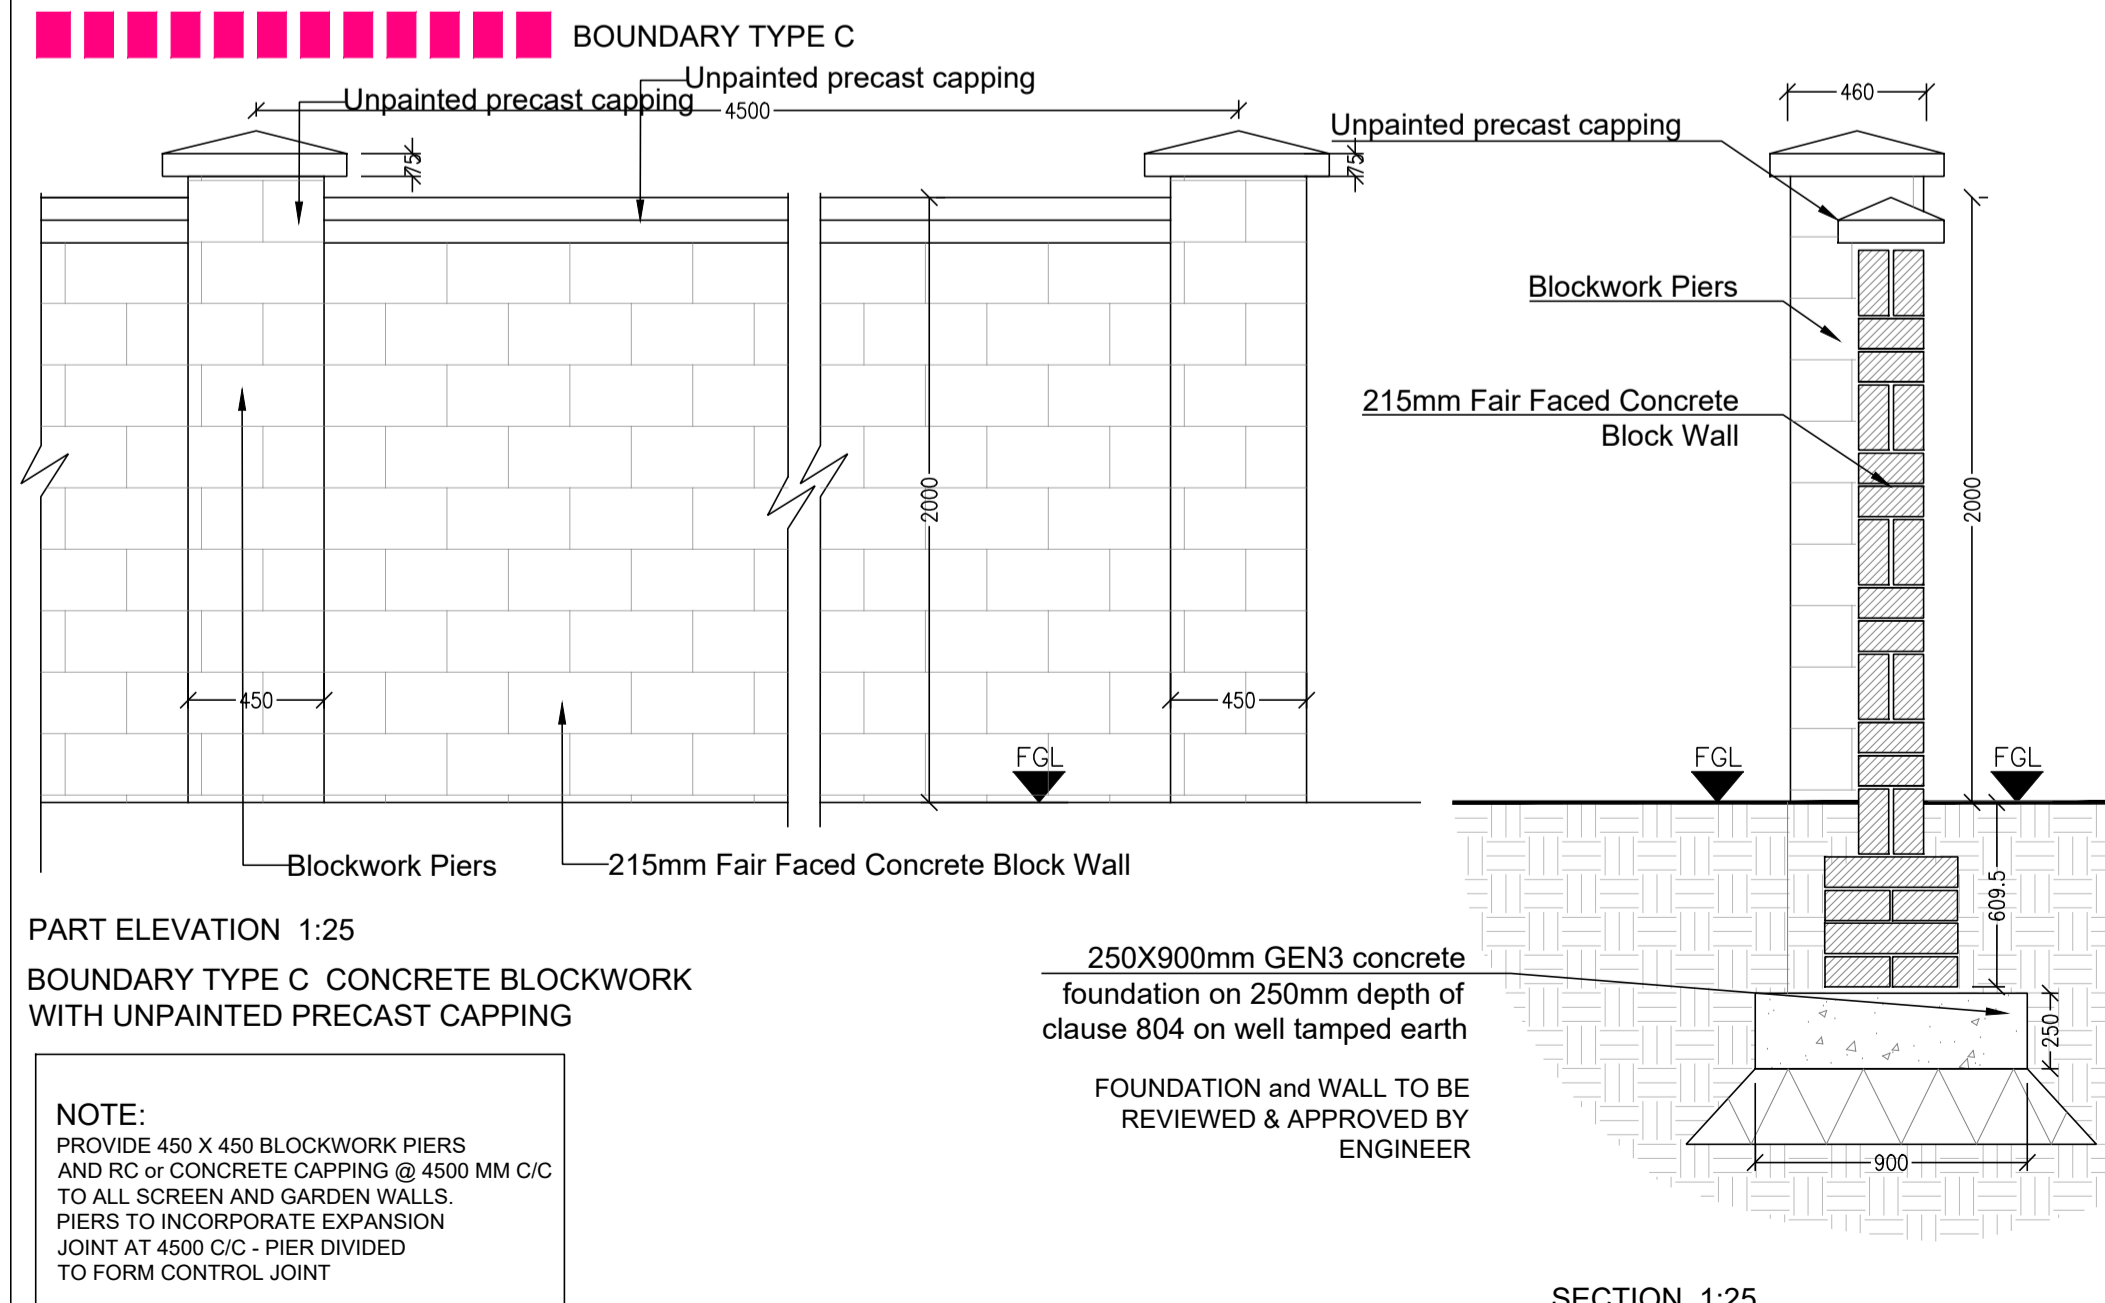 BOUNDARY TYPE C
Unpainted precast capping
Unpainted precast capping
4500
75
75
Unpainted precast capping
460
Blockwork Piers
215mm Fair Faced Concrete
Block Wall
2000
2000
450
450
FGL
FGL
FGL
Blockwork Piers
215mm Fair Faced Concrete Block Wall
609.5
PART ELEVATION 1:25
BOUNDARY TYPE C CONCRETE BLOCKWORK
WITH UNPAINTED PRECAST CAPPING
250X900mm GEN3 concrete
foundation on 250mm depth of
clause 804 on well tamped earth
250
FOUNDATION and WALL TO BE
REVIEWED & APPROVED BY
ENGINEER
900
NOTE:
PROVIDE 450 X 450 BLOCKWORK PIERS
AND RC or CONCRETE CAPPING @ 4500 MM C/C
TO ALL SCREEN AND GARDEN WALLS.
PIERS TO INCORPORATE EXPANSION
JOINT AT 4500 C/C - PIER DIVIDED
TO FORM CONTROL JOINT
SECTION 1:25